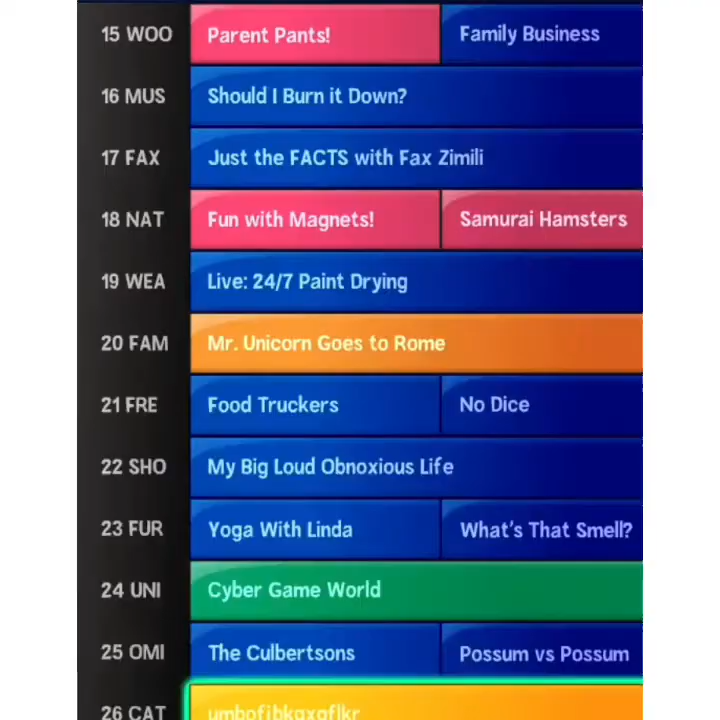 15 WOO Parent Pants! Family Business
16 MUS Should I Burn it Down?
17 FAX Just the FACTS with Fax Zimili
18 NAT Fun with Magnets! Samurai Hamsters
19 WEA Live: 24/7 Paint Drying
20 FAM Mr. Unicorn Goes to Rome
21 FRE Food Truckers No Dice
22 SHO My Big Loud Obnoxious Life
23 FUR Yoga With Linda What's That Smell?
24 UNI Cyber Game World
25 OMI The Culbertsons Possum vs Possum
26 CAT